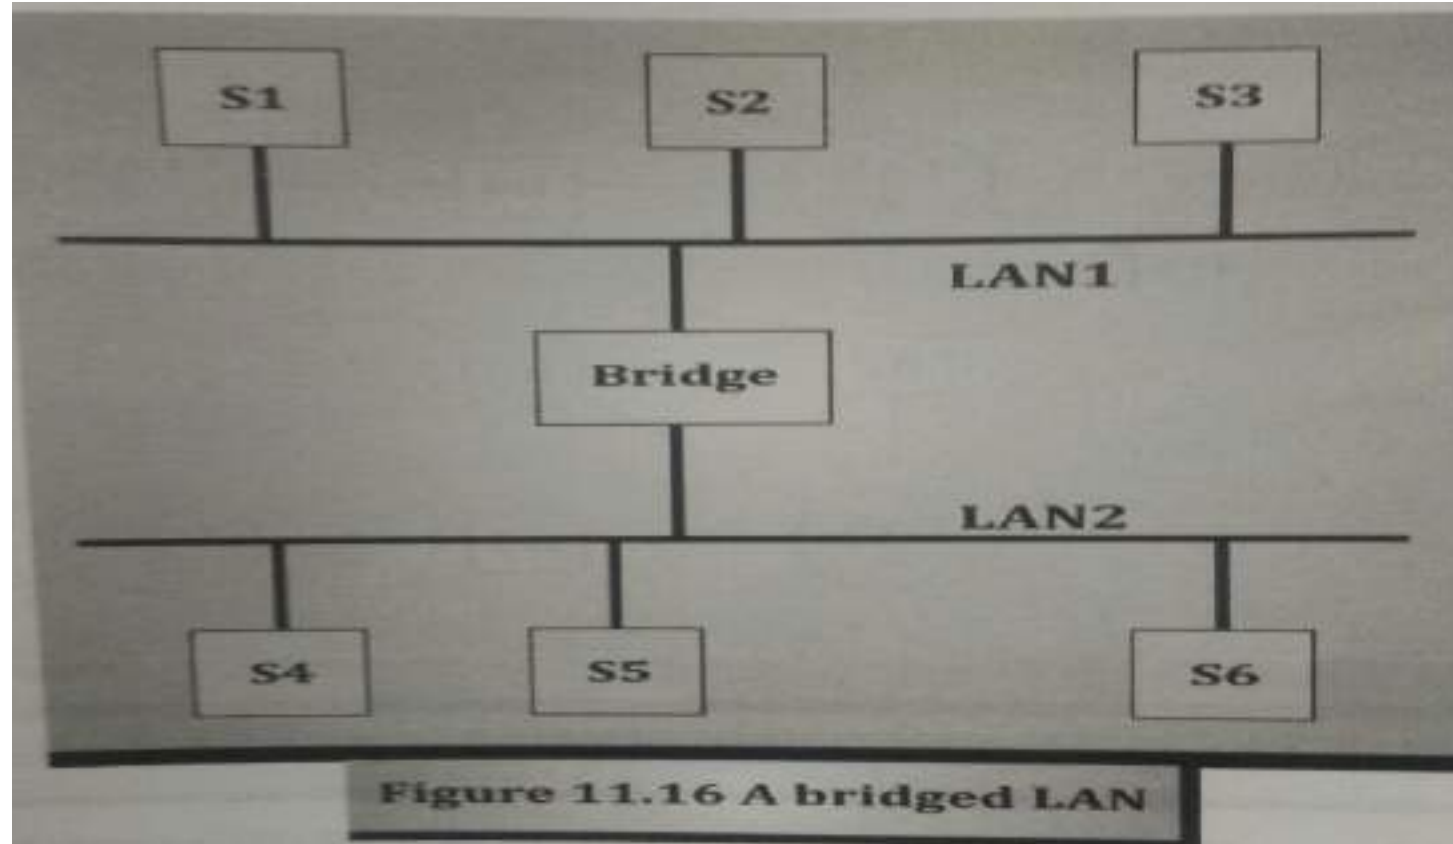 S1 S2 S3
LAN1
Bridge
LAN2
S4 S5 S6
Figure 11.16 A bridged LAN